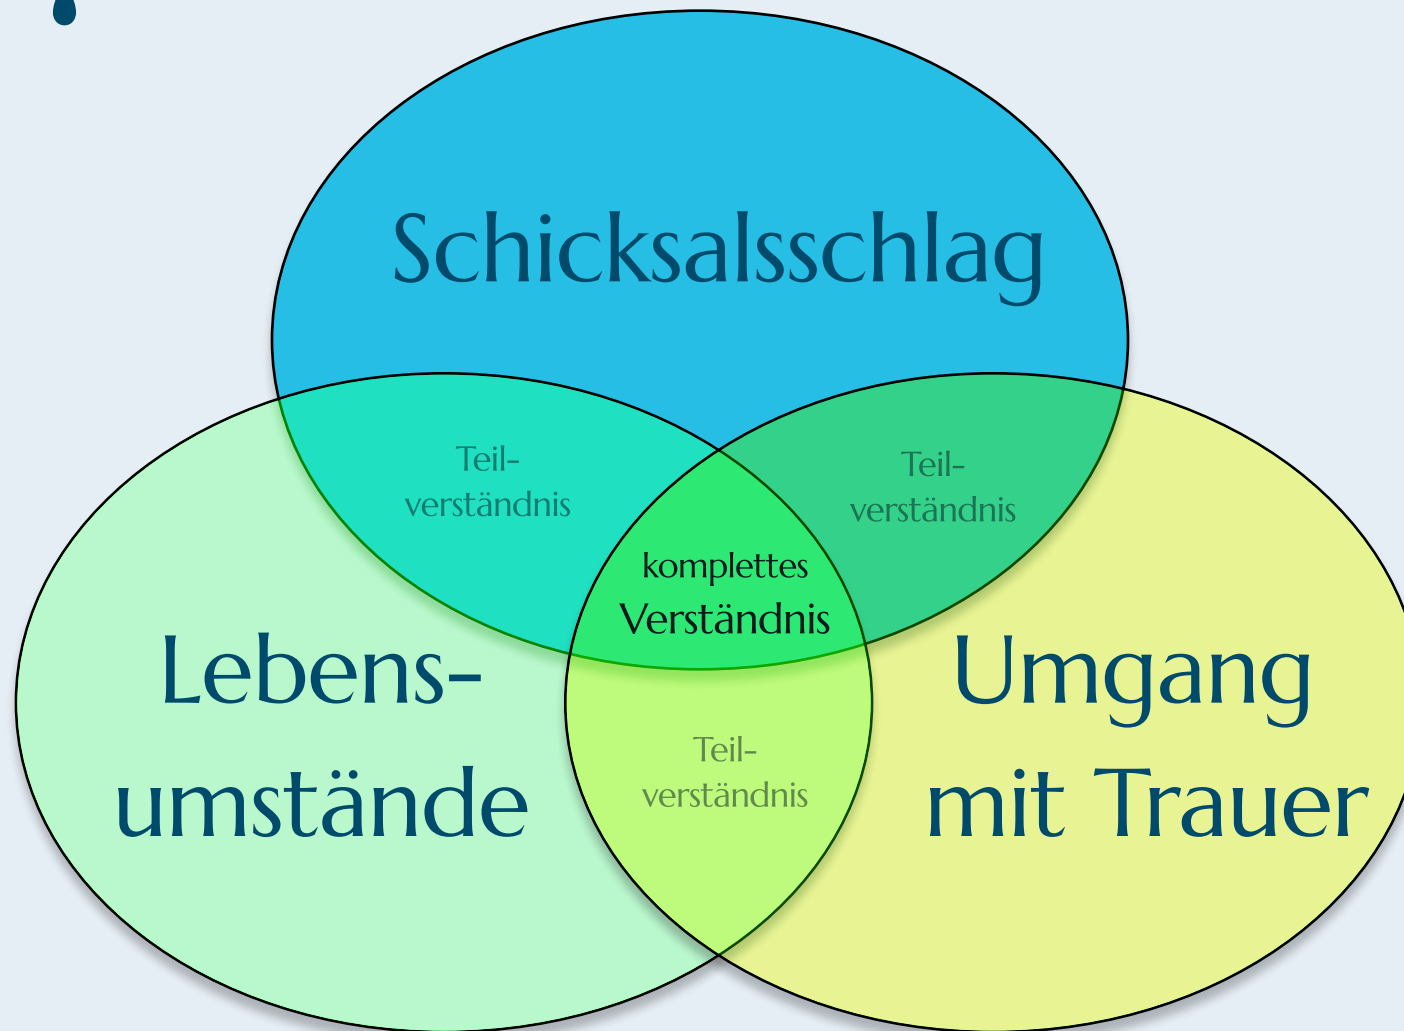 Schicksalsschlag
Teil-
verständnis
Teil-
verständnis
komplettes
Verständnis
Lebens-
umstände
Umgang
mit Trauer
Teil-
verständnis